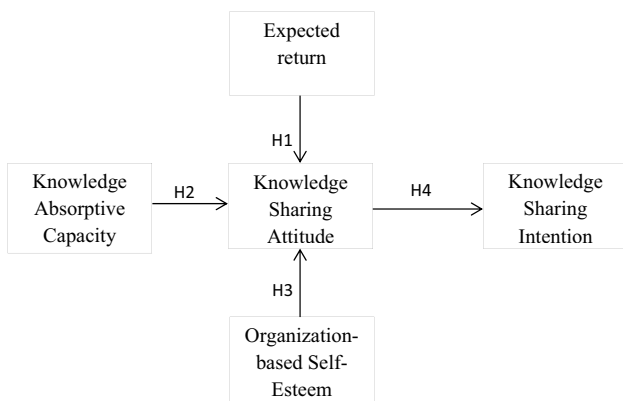 Expected
return
H1
Knowledge
Absorptive
Capacity
H2
Knowledge
Sharing
Attitude
H4
Knowledge
Sharing
Intention
H3
Organization-
based Self-
Esteem